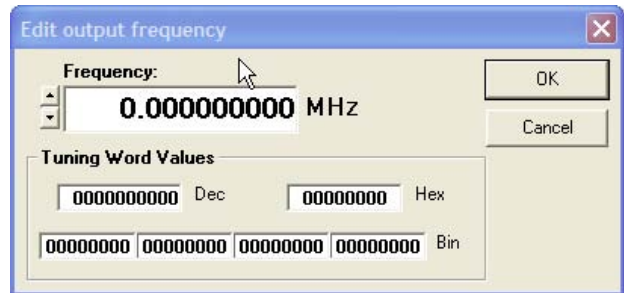 Edit output frequency
Frequency:
0.000000000 MHz
OK
Cancel
Tuning Word Values
0000000000 Dec 00000000 Hex
00000000 00000000 00000000 00000000 Bin